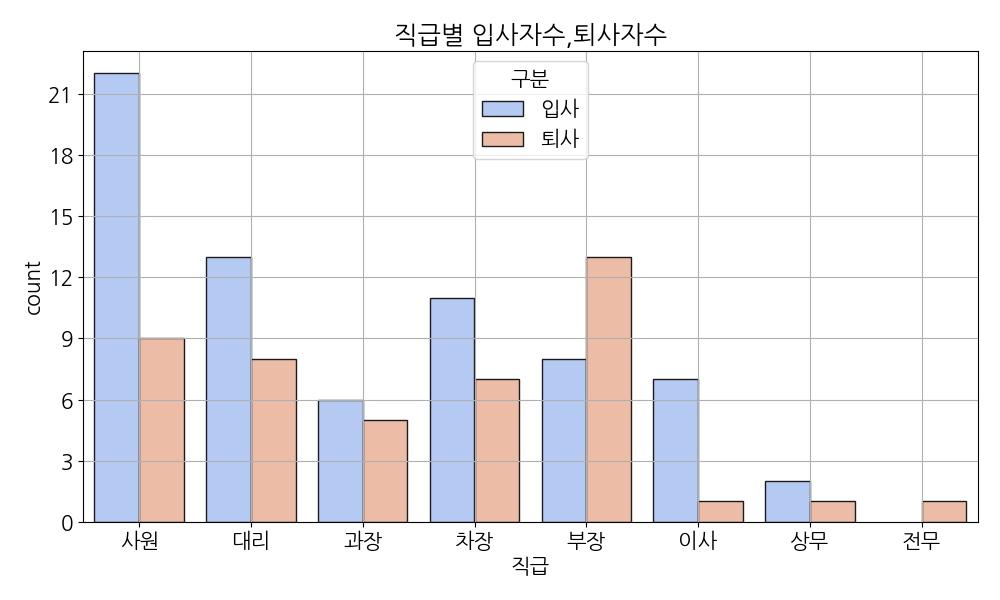 직급별 입사자수,퇴사자수
구분
입사
퇴사
count
21
18
15
12
9
6
3
0
사원 대리 과장 차장 부장 이사 상무 전무
직급